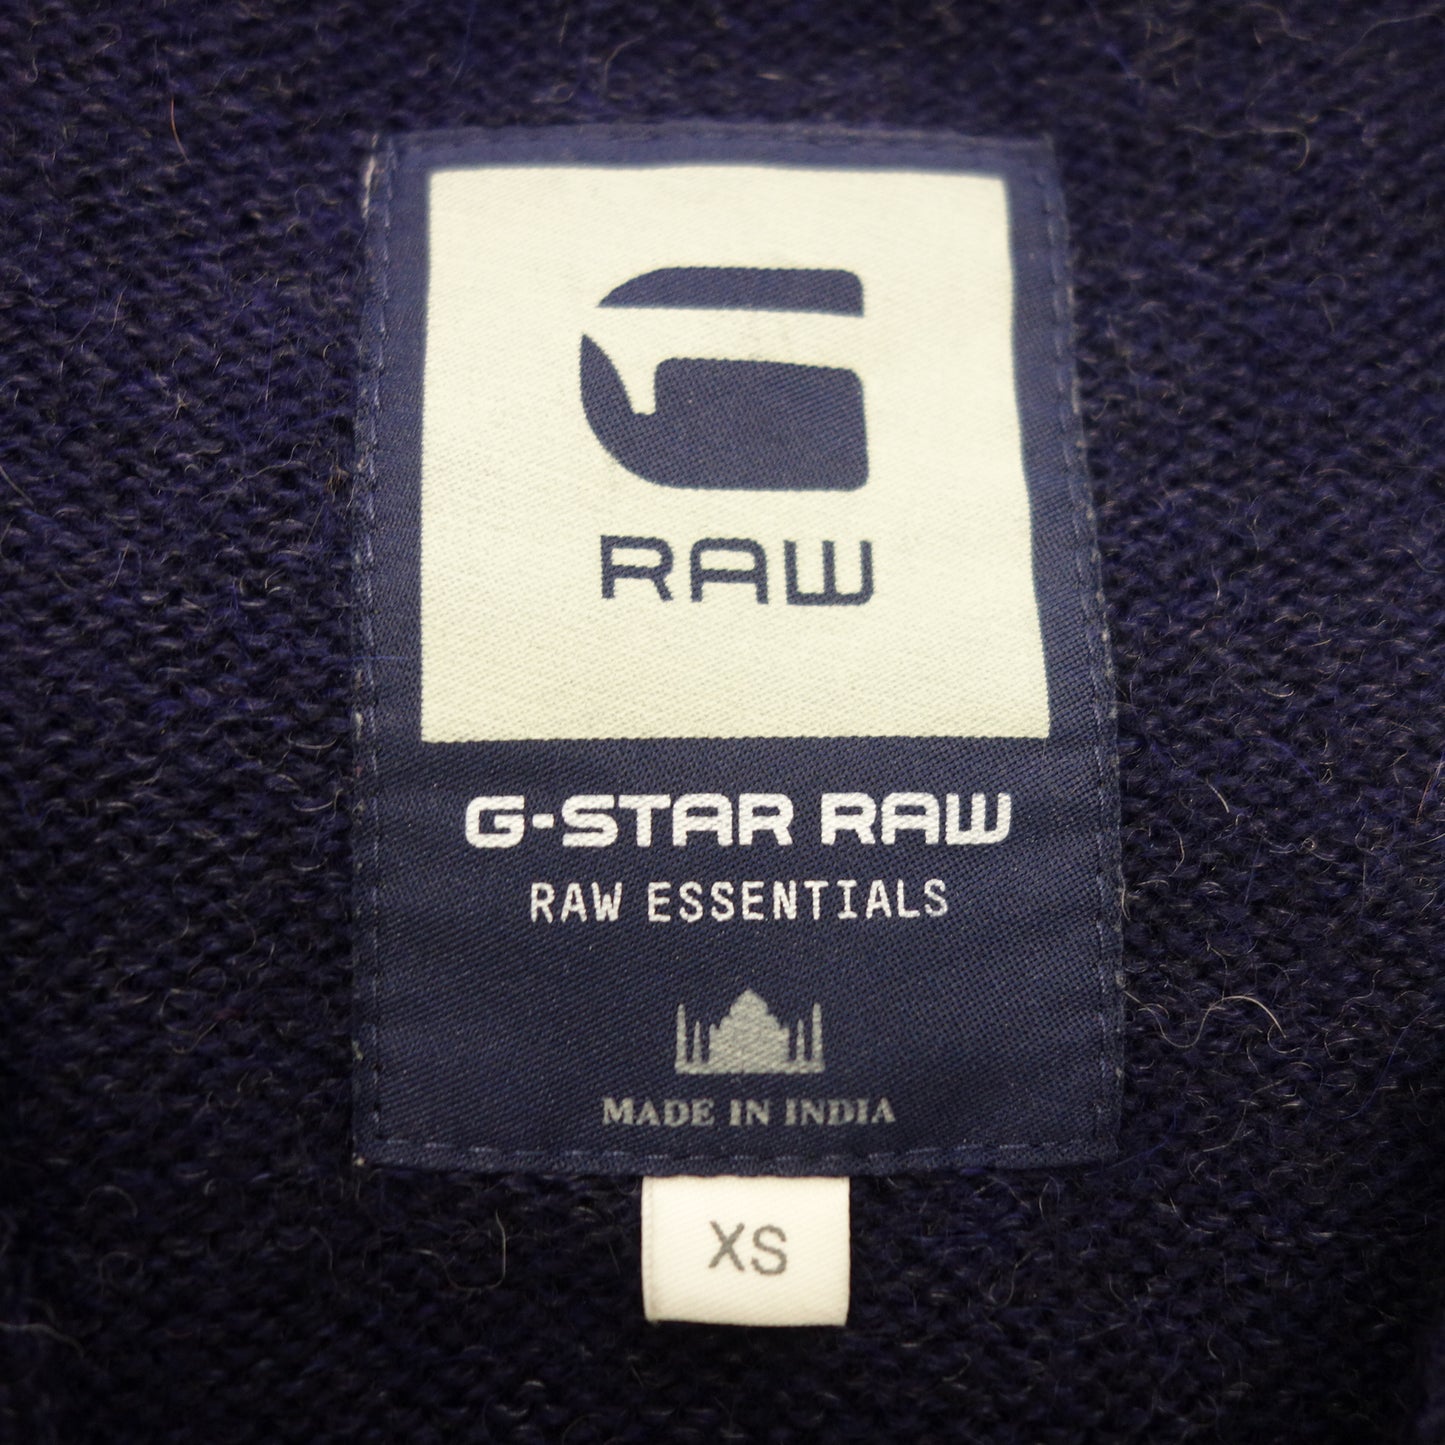 G
RAW
G-STAR RAW
RAW ESSENTIALS
MADE IN INDIA
XS